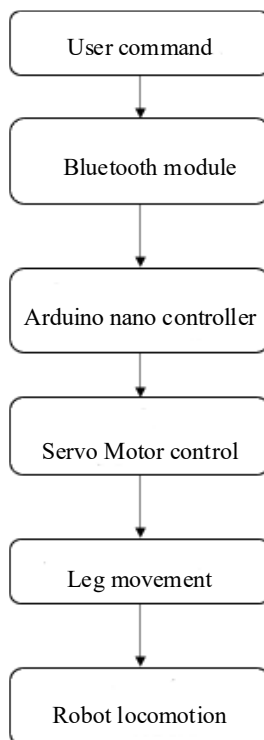 User command
Bluetooth module
Arduino nano controller
Servo Motor control
Leg movement
Robot locomotion